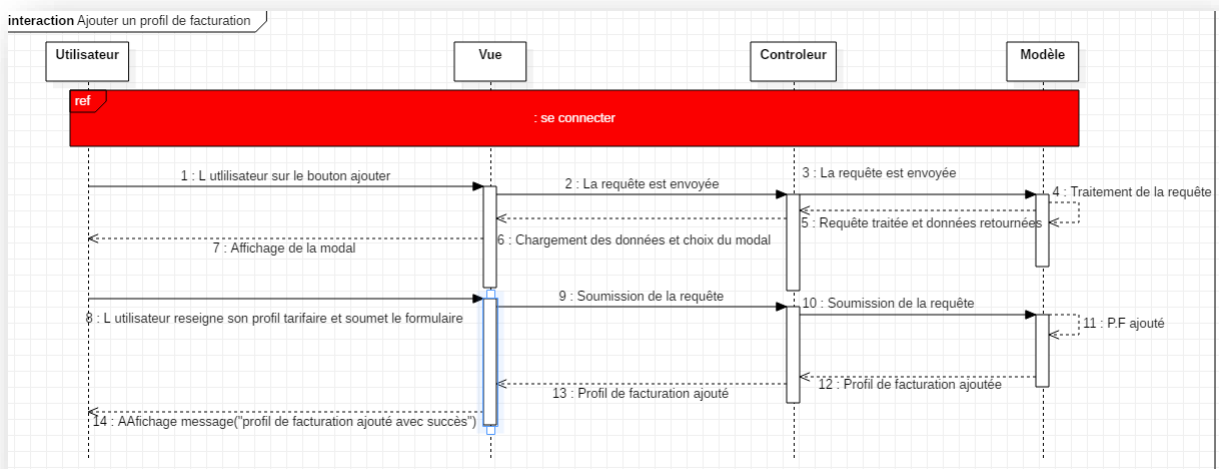 interaction Ajouter un profil de facturation
Utilisateur
Vue
Controleur
Modèle
ref
: se connecter
1 : L utlilisateur sur le bouton ajouter
2 : La requête est envoyée
3 : La requête est envoyée
4 : Traitement de la requête
5 : Requête traitée et données retournées
6 : Chargement des données et choix du modal
7 : Affichage de la modal
8 : L utilisateur reseigne son profil tarifaire et soumet le formulaire
9 : Soumission de la requête
10 : Soumission de la requête
11 : P.F ajouté
12 : Profil de facturation ajoutée
13 : Profil de facturation ajouté
14 : AAfichage message("profil de facturation ajouté avec succès")